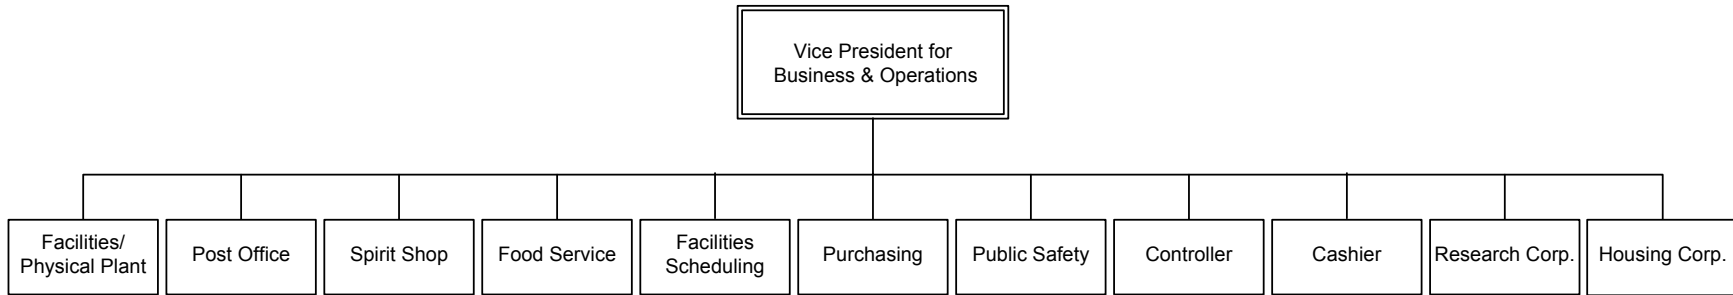 Vice President for
Business & Operations
Facilities/
Physical Plant
Post Office
Spirit Shop
Food Service
Facilities
Scheduling
Purchasing
Public Safety
Controller
Cashier
Research Corp.
Housing Corp.